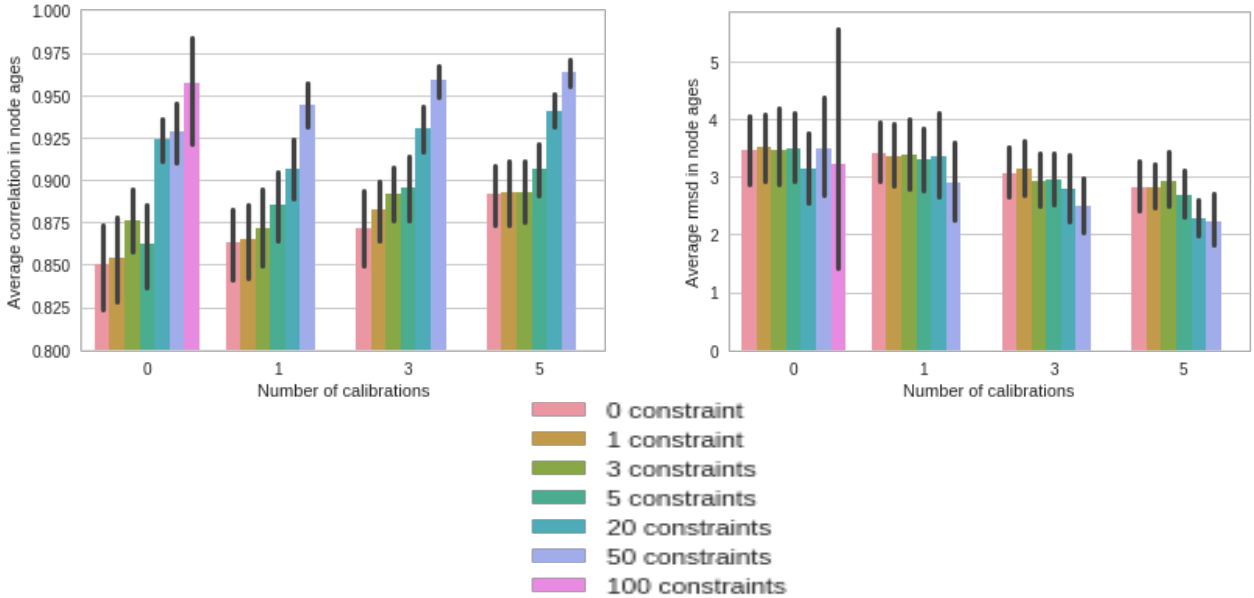 1.000
0.975
0.950
0.925
0.900
0.875
0.850
0.825
0.800
Average correlation in node ages
0
1
3
5
Number of calibrations
5
4
3
2
1
0
Average rmsd in node ages
0
1
3
5
Number of calibrations
0 constraint
1 constraint
3 constraints
5 constraints
20 constraints
50 constraints
100 constraints